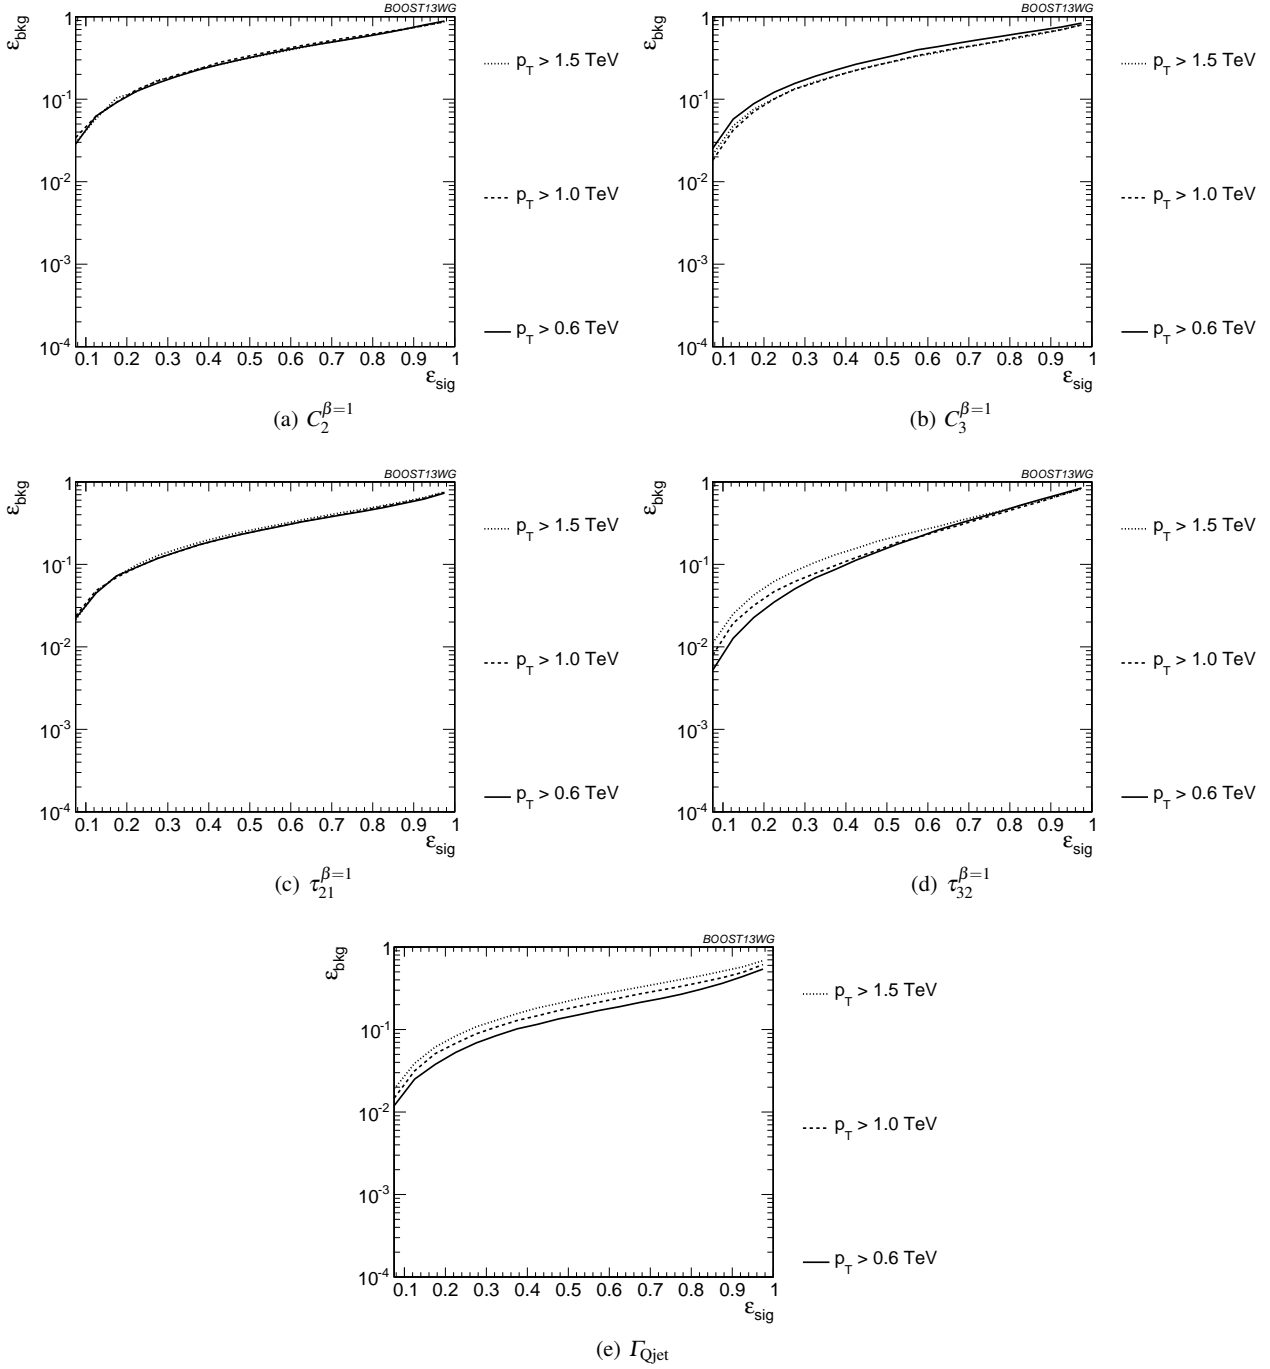 BOOST13WG
ε_bkg
1
10^-1
10^-2
10^-3
10^-4
0.1 0.2 0.3 0.4 0.5 0.6 0.7 0.8 0.9 1
ε_sig
p_T > 1.5 TeV
p_T > 1.0 TeV
p_T > 0.6 TeV
(a) C_2^{β=1}
BOOST13WG
ε_bkg
1
10^-1
10^-2
10^-3
10^-4
0.1 0.2 0.3 0.4 0.5 0.6 0.7 0.8 0.9 1
ε_sig
p_T > 1.5 TeV
p_T > 1.0 TeV
p_T > 0.6 TeV
(b) C_3^{β=1}
BOOST13WG
ε_bkg
1
10^-1
10^-2
10^-3
10^-4
0.1 0.2 0.3 0.4 0.5 0.6 0.7 0.8 0.9 1
ε_sig
p_T > 1.5 TeV
p_T > 1.0 TeV
p_T > 0.6 TeV
(c) τ_21^{β=1}
BOOST13WG
ε_bkg
1
10^-1
10^-2
10^-3
10^-4
0.1 0.2 0.3 0.4 0.5 0.6 0.7 0.8 0.9 1
ε_sig
p_T > 1.5 TeV
p_T > 1.0 TeV
p_T > 0.6 TeV
(d) τ_32^{β=1}
BOOST13WG
ε_bkg
1
10^-1
10^-2
10^-3
10^-4
0.1 0.2 0.3 0.4 0.5 0.6 0.7 0.8 0.9 1
ε_sig
p_T > 1.5 TeV
p_T > 1.0 TeV
p_T > 0.6 TeV
(e) Γ_Qjet